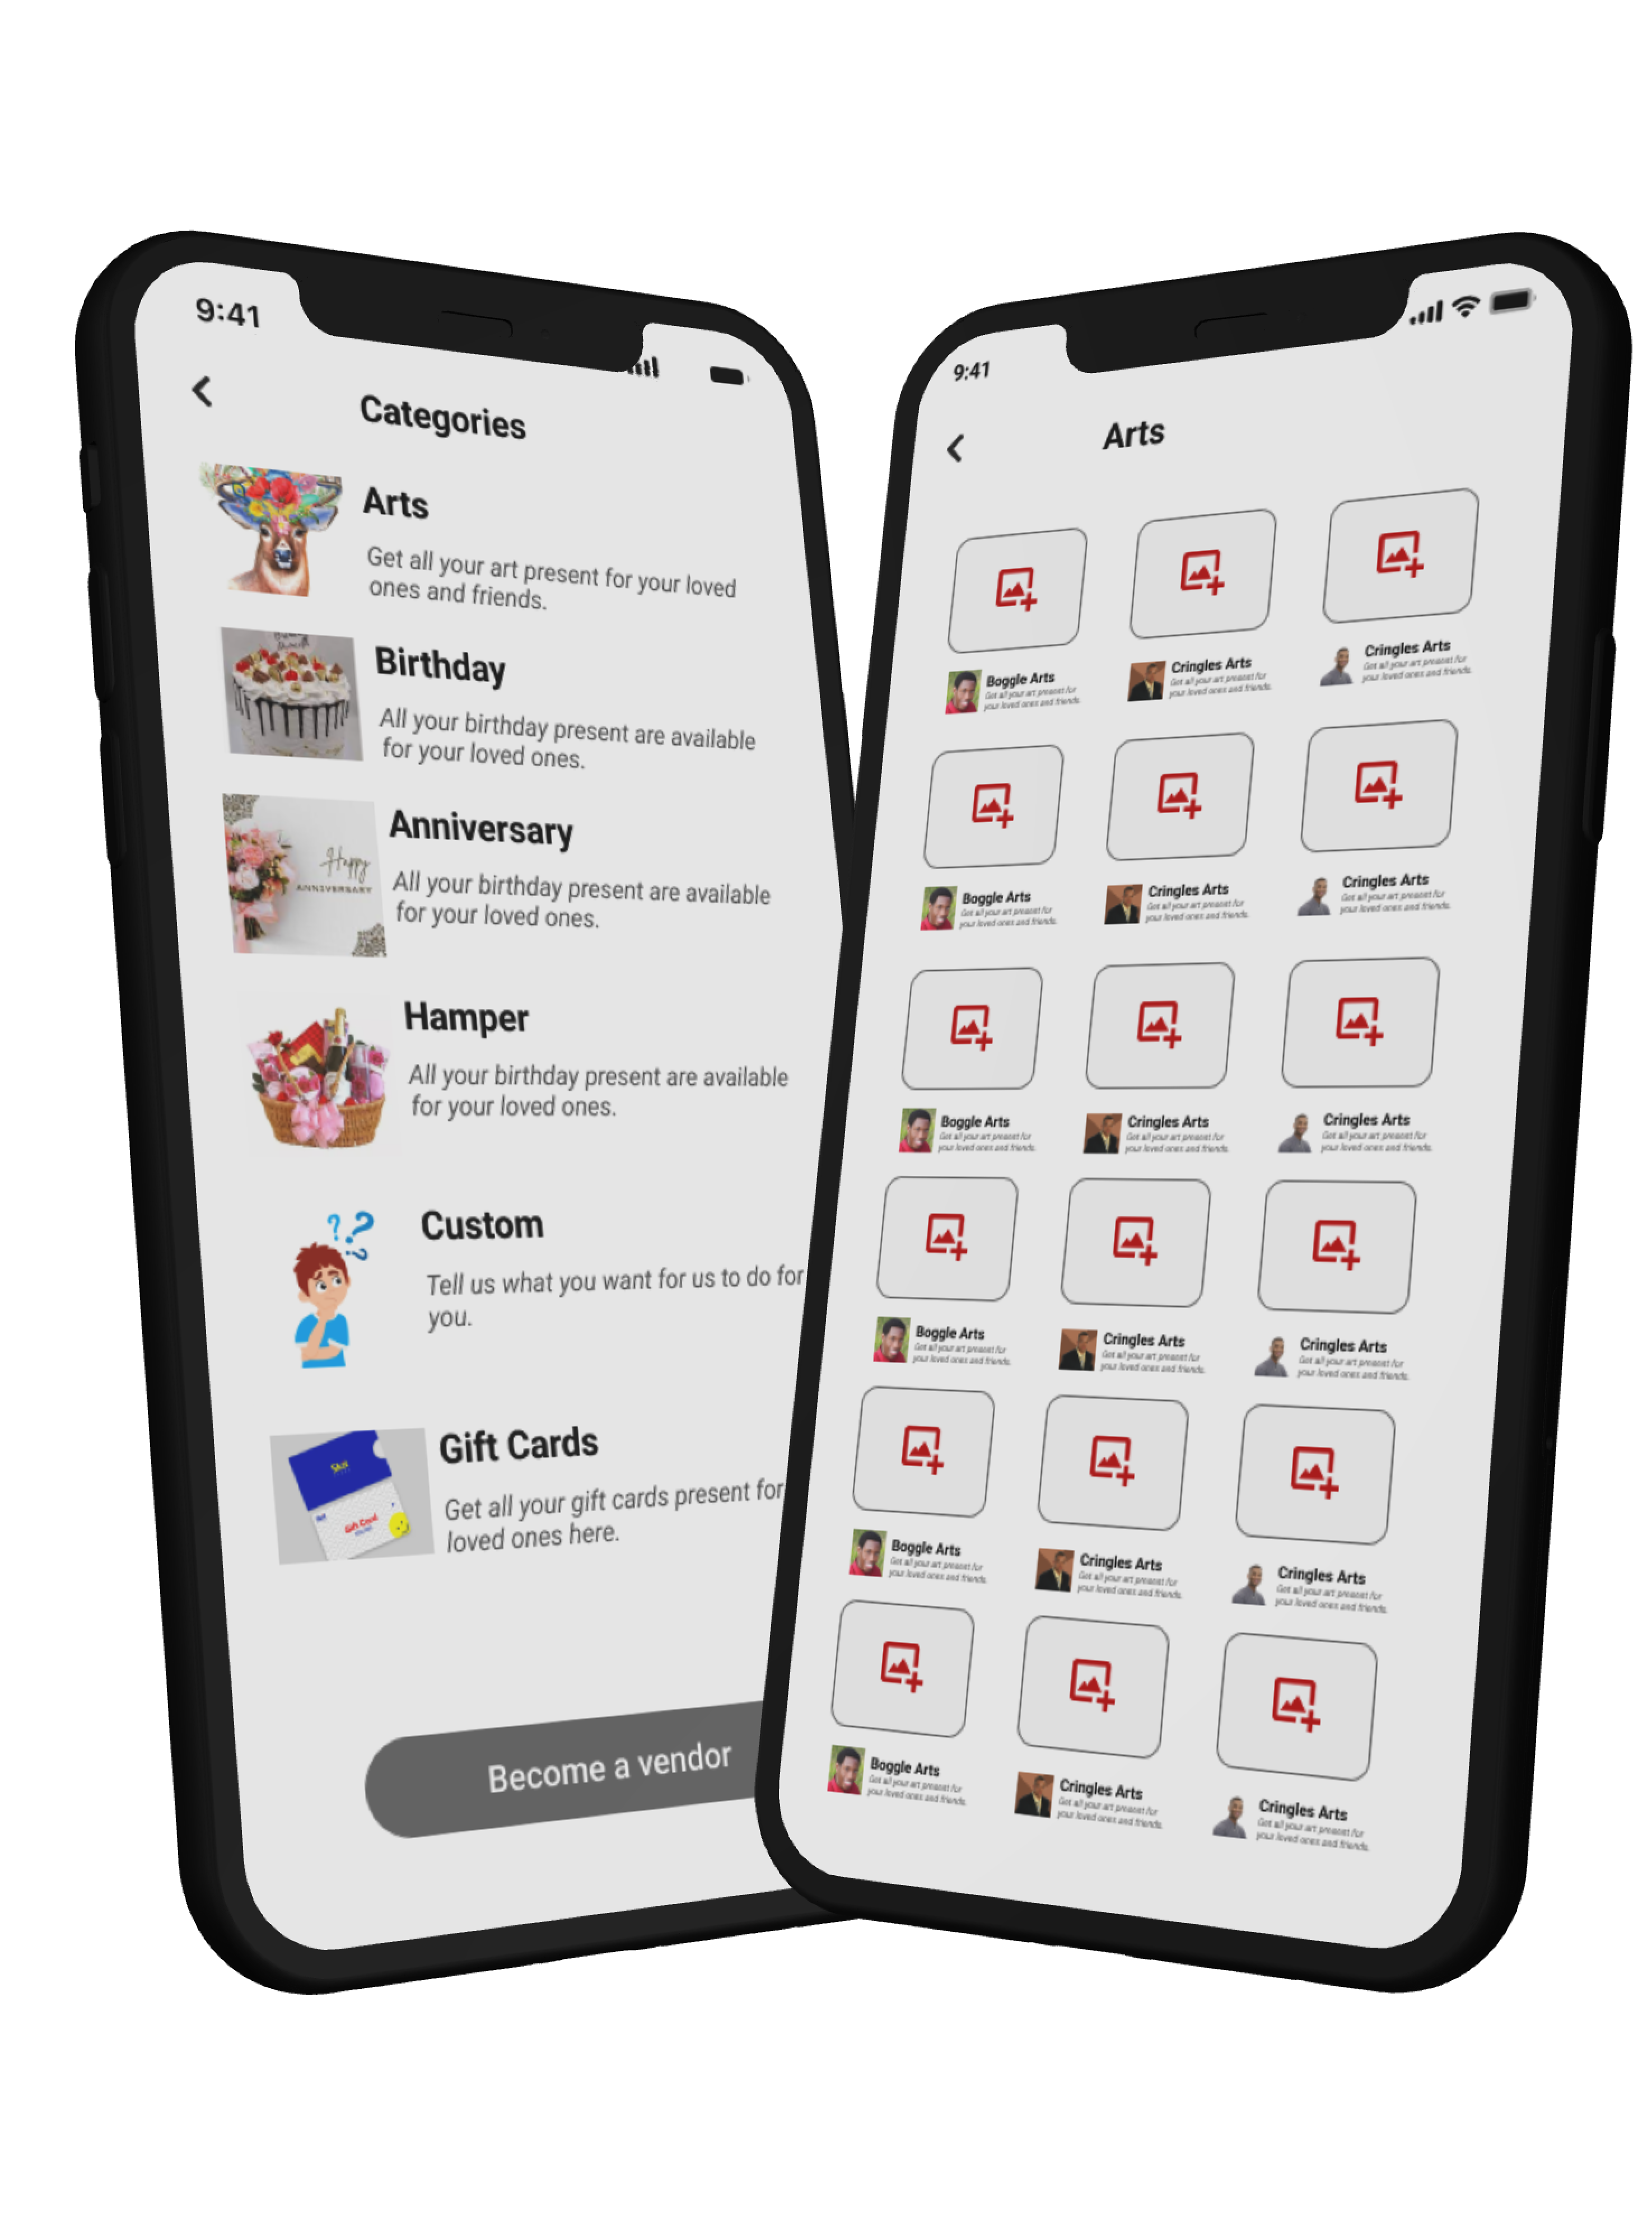 9:41
Categories
Arts
Get all your art present for your loved
ones and friends.
Birthday
All your birthday present are available
for your loved ones.
Happy
ANNIVERSARY
Anniversary
All your birthday present are available
for your loved ones.
Hamper
All your birthday present are available
for your loved ones.
Custom
Tell us what you want for us to do for
you.
Gift Card
Gift Cards
Get all your gift cards present for
loved ones here.
Become a vendor
9:41
Arts
Boggle Arts
Get all your art present for
your loved ones and friends.
Cringles Arts
Get all your art present for
your loved ones and friends.
Cringles Arts
Get all your art present for
your loved ones and friends.
Boggle Arts
Get all your art present for
your loved ones and friends.
Cringles Arts
Get all your art present for
your loved ones and friends.
Cringles Arts
Get all your art present for
your loved ones and friends.
Boggle Arts
Get all your art present for
your loved ones and friends.
Cringles Arts
Get all your art present for
your loved ones and friends.
Cringles Arts
Get all your art present for
your loved ones and friends.
Boggle Arts
Get all your art present for
your loved ones and friends.
Cringles Arts
Get all your art present for
your loved ones and friends.
Cringles Arts
Get all your art present for
your loved ones and friends.
Boggle Arts
Get all your art present for
your loved ones and friends.
Cringles Arts
Get all your art present for
your loved ones and friends.
Cringles Arts
Get all your art present for
your loved ones and friends.
Boggle Arts
Get all your art present for
your loved ones and friends.
Cringles Arts
Get all your art present for
your loved ones and friends.
Cringles Arts
Get all your art present for
your loved ones and friends.